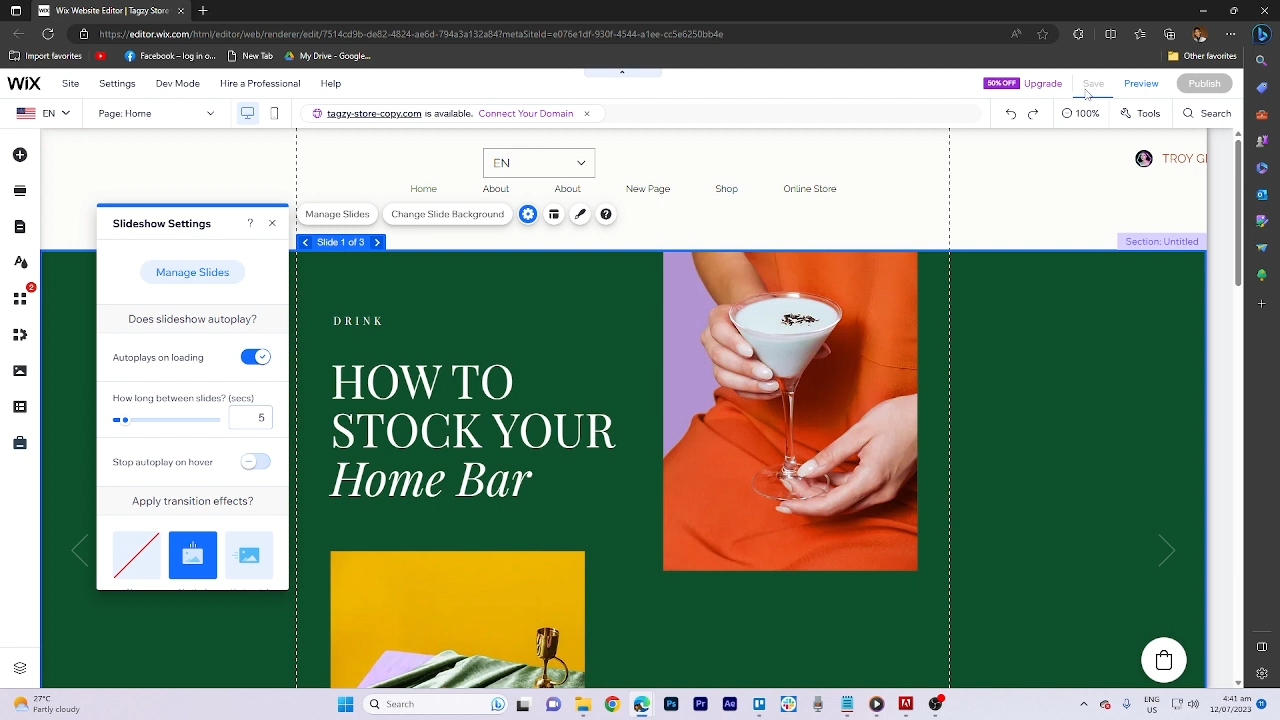 Wix Website Editor | Tagzy Store
https://editor.wix.com/html/editor/web/renderer/edit/7514cd9b-de82-4824-ae6d-794a3a132a84?metaSiteId=e076e1df-930f-4544-a1ee-cc5e6250bb4e
Import favorites
Facebook – log in o...
New Tab
My Drive – Google...
Other favorites
WiX
Site
Settings
Dev Mode
Hire a Professional
Help
50% OFF
Upgrade
Save
Preview
Publish
EN
Page: Home
tagzy-store-copy.com is available. Connect Your Domain
100%
Tools
Search
EN
Home
About
About
New Page
Shop
Online Store
TROY G
Manage Slides
Change Slide Background
Slide 1 of 3
Section: Untitled
2
Slideshow Settings
?
Manage Slides
Does slideshow autoplay?
Autoplays on loading
How long between slides? (secs)
5
Stop autoplay on hover
Apply transition effects?
DRINK
HOW TO
STOCK YOUR
Home Bar
27°C
Partly cloudy
Search
ENG
US
4:41 am
12/07/2023